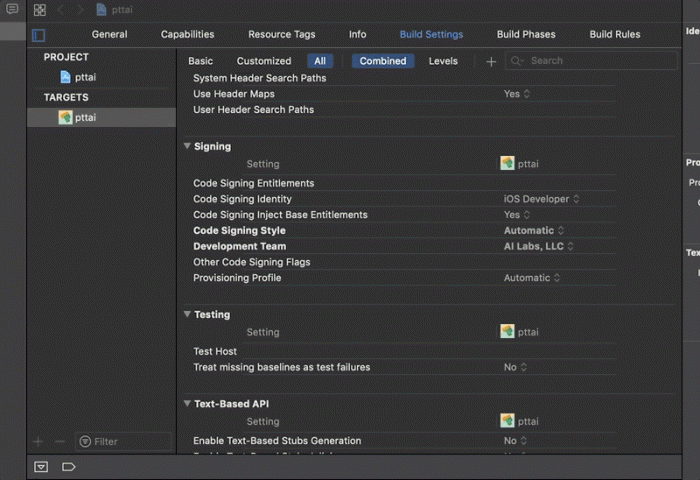 pttai
General Capabilities Resource Tags Info Build Settings Build Phases Build Rules
Ide
PROJECT
pttai
TARGETS
pttai
Basic Customized All Combined Levels + Search
System Header Search Paths
Use Header Maps Yes
User Header Search Paths
Signing
Setting pttai
Code Signing Entitlements
Code Signing Identity iOS Developer
Code Signing Inject Base Entitlements Yes
Code Signing Style Automatic
Development Team AI Labs, LLC
Other Code Signing Flags
Provisioning Profile Automatic
Testing
Setting pttai
Test Host
Treat missing baselines as test failures No
Text-Based API
Setting pttai
Enable Text-Based Stubs Generation No
Filter
Pro
Pro
Tex